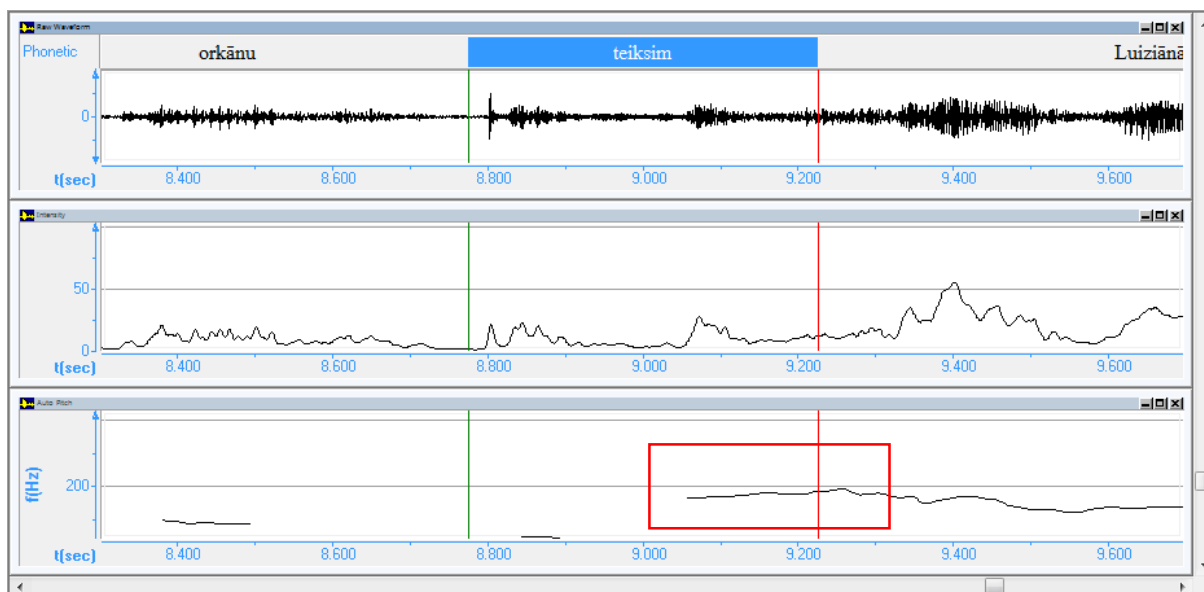 Raw Waveform
Phonetic orkānu teiksim Luiziānā
0
t(sec) 8.400 8.600 8.800 9.000 9.200 9.400 9.600
Intensity
50
0
t(sec) 8.400 8.600 8.800 9.000 9.200 9.400 9.600
Auto Pitch
f(Hz)
200
t(sec) 8.400 8.600 8.800 9.000 9.200 9.400 9.600